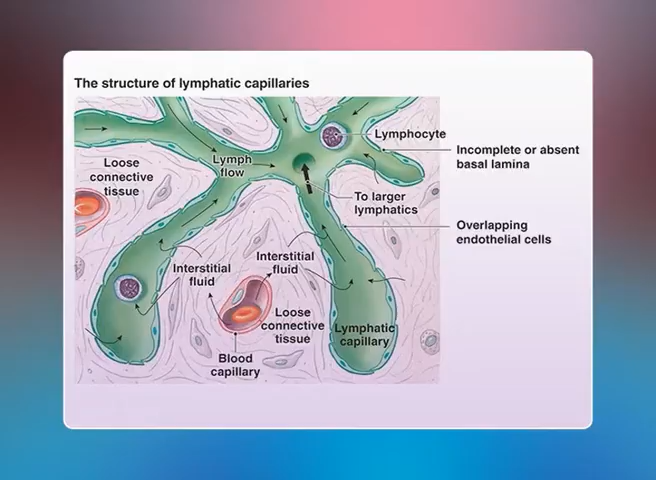 The structure of lymphatic capillaries
Lymphocyte
Incomplete or absent
basal lamina
Loose
connective
tissue
Lymph
flow
To larger
lymphatics
Overlapping
endothelial cells
Interstitial
fluid
Interstitial
fluid
Loose
connective
tissue
Lymphatic
capillary
Blood
capillary